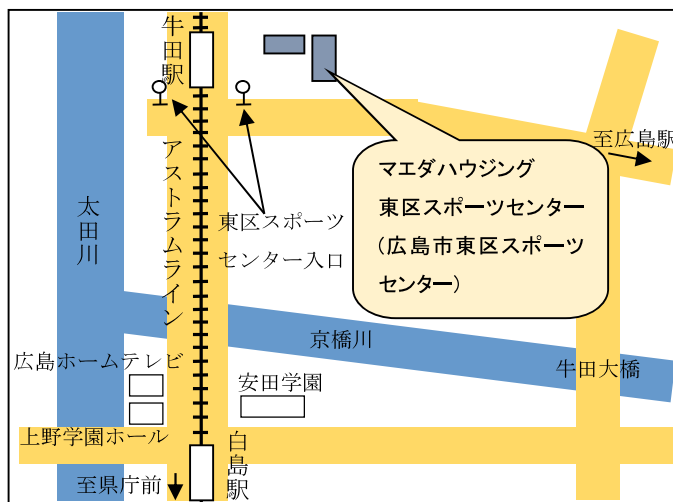 牛田駅
至広島駅
マエダハウジング
東区スポーツセンター
(広島市東区スポーツ
センター)
アストラムライン
太田川
東区スポーツ
センター入口
京橋川
広島ホームテレビ
安田学園
牛田大橋
上野学園ホール
白島駅
至県庁前